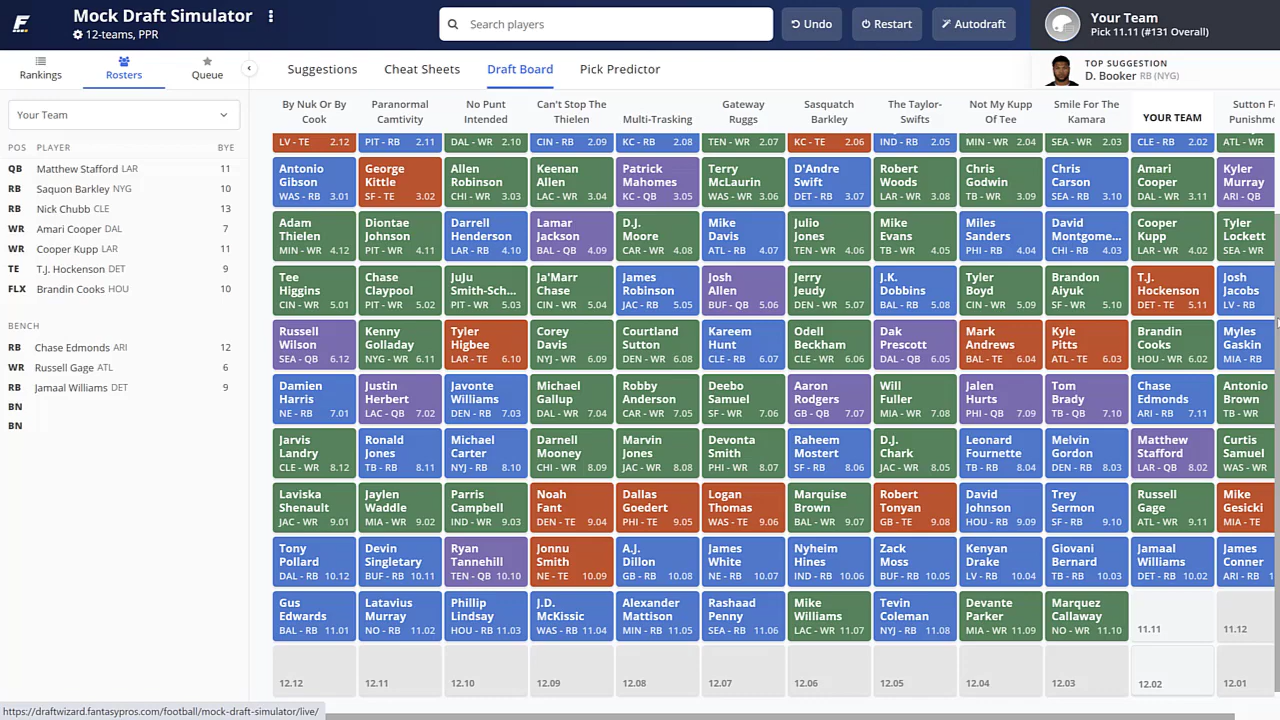 Mock Draft Simulator
12-teams, PPR
Search players
Undo
Restart
Autodraft
Your Team
Pick 11.11 (#131 Overall)
Rankings
Rosters
Queue
Suggestions
Cheat Sheets
Draft Board
Pick Predictor
TOP SUGGESTION
D. Booker RB (NYG)
Your Team
POS PLAYER BYE
QB Matthew Stafford LAR 11
RB Saquon Barkley NYG 10
RB Nick Chubb CLE 13
WR Amari Cooper DAL 7
WR Cooper Kupp LAR 11
TE T.J. Hockenson DET 9
FLX Brandin Cooks HOU 10
BENCH
RB Chase Edmonds ARI 12
WR Russell Gage ATL 6
RB Jamaal Williams DET 9
BN
BN
By Nuk Or By Paranormal No Punt Can't Stop The Gateway Sasquatch The Taylor- Not My Kupp Smile For The Sutton F
Cook Camtivity Intended Thielen Multi-Trasking Ruggs Barkley Swifts Of Tee Kamara YOUR TEAM Punishme
LV - TE 2.12 PIT - RB 2.11 DAL - WR 2.10 CIN - RB 2.09 KC - RB 2.08 TEN - WR 2.07 KC - TE 2.06 IND - RB 2.05 MIN - WR 2.04 SEA - WR 2.03 CLE - RB 2.02 ATL - WR
Antonio George Allen Keenan Patrick Terry D'Andre Robert Chris Chris Amari Kyler
Gibson Kittle Robinson Allen Mahomes McLaurin Swift Woods Godwin Carson Cooper Murray
WAS - RB 3.01 SF - TE 3.02 CHI - WR 3.03 LAC - WR 3.04 KC - QB 3.05 WAS - WR 3.06 DET - RB 3.07 LAR - WR 3.08 TB - WR 3.09 SEA - RB 3.10 DAL - WR 3.11 ARI - QB
Adam Diontae Darrell Lamar D.J. Mike Julio Mike Miles David Cooper Tyler
Thielen Johnson Henderson Jackson Moore Davis Jones Evans Sanders Montgome... Kupp Lockett
MIN - WR 4.12 PIT - WR 4.11 LAR - RB 4.10 BAL - QB 4.09 CAR - WR 4.08 ATL - RB 4.07 TEN - WR 4.06 TB - WR 4.05 PHI - RB 4.04 CHI - RB 4.03 LAR - WR 4.02 SEA - WR
Tee Chase JuJu Ja'Marr James Josh Jerry J.K. Tyler Brandon T.J. Josh
Higgins Claypool Smith-Sch... Chase Robinson Allen Jeudy Dobbins Boyd Aiyuk Hockenson Jacobs
CIN - WR 5.01 PIT - WR 5.02 PIT - WR 5.03 CIN - WR 5.04 JAC - RB 5.05 BUF - QB 5.06 DEN - WR 5.07 BAL - RB 5.08 CIN - WR 5.09 SF - WR 5.10 DET - TE 5.11 LV - RB
Russell Kenny Tyler Corey Courtland Kareem Odell Dak Mark Kyle Brandin Myles
Wilson Golladay Higbee Davis Sutton Hunt Beckham Prescott Andrews Pitts Cooks Gaskin
SEA - QB 6.12 NYG - WR 6.11 LAR - TE 6.10 NYJ - WR 6.09 DEN - WR 6.08 CLE - RB 6.07 CLE - WR 6.06 DAL - QB 6.05 BAL - TE 6.04 ATL - TE 6.03 HOU - WR 6.02 MIA - RB
Damien Justin Javonte Michael Robby Deebo Aaron Will Jalen Tom Chase Antonio
Harris Herbert Williams Gallup Anderson Samuel Rodgers Fuller Hurts Brady Edmonds Brown
NE - RB 7.01 LAC - QB 7.02 DEN - RB 7.03 DAL - WR 7.04 CAR - WR 7.05 SF - WR 7.06 GB - QB 7.07 MIA - WR 7.08 PHI - QB 7.09 TB - QB 7.10 ARI - RB 7.11 TB - WR
Jarvis Ronald Michael Darnell Marvin Devonta Raheem D.J. Leonard Melvin Matthew Curtis
Landry Jones Carter Mooney Jones Smith Mostert Chark Fournette Gordon Stafford Samuel
CLE - WR 8.12 TB - RB 8.11 NYJ - RB 8.10 CHI - WR 8.09 JAC - WR 8.08 PHI - WR 8.07 SF - RB 8.06 JAC - WR 8.05 TB - RB 8.04 DEN - RB 8.03 LAR - QB 8.02 WAS - WR
Laviska Jaylen Parris Noah Dallas Logan Marquise Robert David Trey Russell Mike
Shenault Waddle Campbell Fant Goedert Thomas Brown Tonyan Johnson Sermon Gage Gesicki
JAC - WR 9.01 MIA - WR 9.02 IND - WR 9.03 DEN - TE 9.04 PHI - TE 9.05 WAS - TE 9.06 BAL - WR 9.07 GB - TE 9.08 HOU - RB 9.09 SF - RB 9.10 ATL - WR 9.11 MIA - TE
Tony Devin Ryan Jonnu A.J. James Nyheim Zack Kenyan Giovani Jamaal James
Pollard Singletary Tannehill Smith Dillon White Hines Moss Drake Bernard Williams Conner
DAL - RB 10.12 BUF - RB 10.11 TEN - QB 10.10 NE - TE 10.09 GB - RB 10.08 NE - RB 10.07 IND - RB 10.06 BUF - RB 10.05 LV - RB 10.04 TB - RB 10.03 DET - RB 10.02 ARI - RB 1
Gus Latavius Phillip J.D. Alexander Rashaad Mike Tevin Devante Marquez
Edwards Murray Lindsay McKissic Mattison Penny Williams Coleman Parker Callaway
BAL - RB 11.01 NO - RB 11.02 HOU - RB 11.03 WAS - RB 11.04 MIN - RB 11.05 SEA - RB 11.06 LAC - WR 11.07 NYJ - RB 11.08 MIA - WR 11.09 NO - WR 11.10 11.11 11.12
12.12 12.11 12.10 12.09 12.08 12.07 12.06 12.05 12.04 12.03 12.02 12.01
https://draftwizard.fantasypros.com/football/mock-draft-simulator/live/